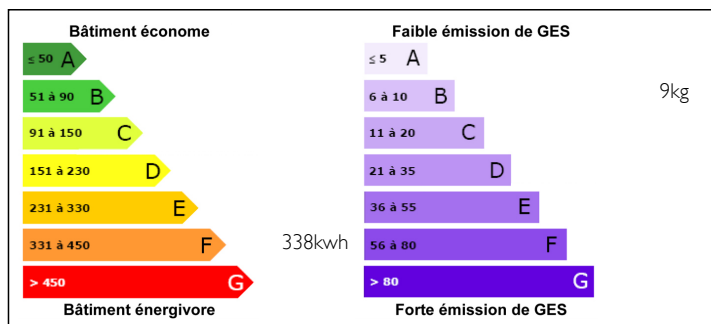 Bâtiment économe
≤ 50 A
51 à 90 B
91 à 150 C
151 à 230 D
231 à 330 E
331 à 450 F
338kwh
> 450 G
Bâtiment énergivore
Faible émission de GES
≤ 5 A
6 à 10 B
9kg
11 à 20 C
21 à 35 D
36 à 55 E
56 à 80 F
> 80 G
Forte émission de GES